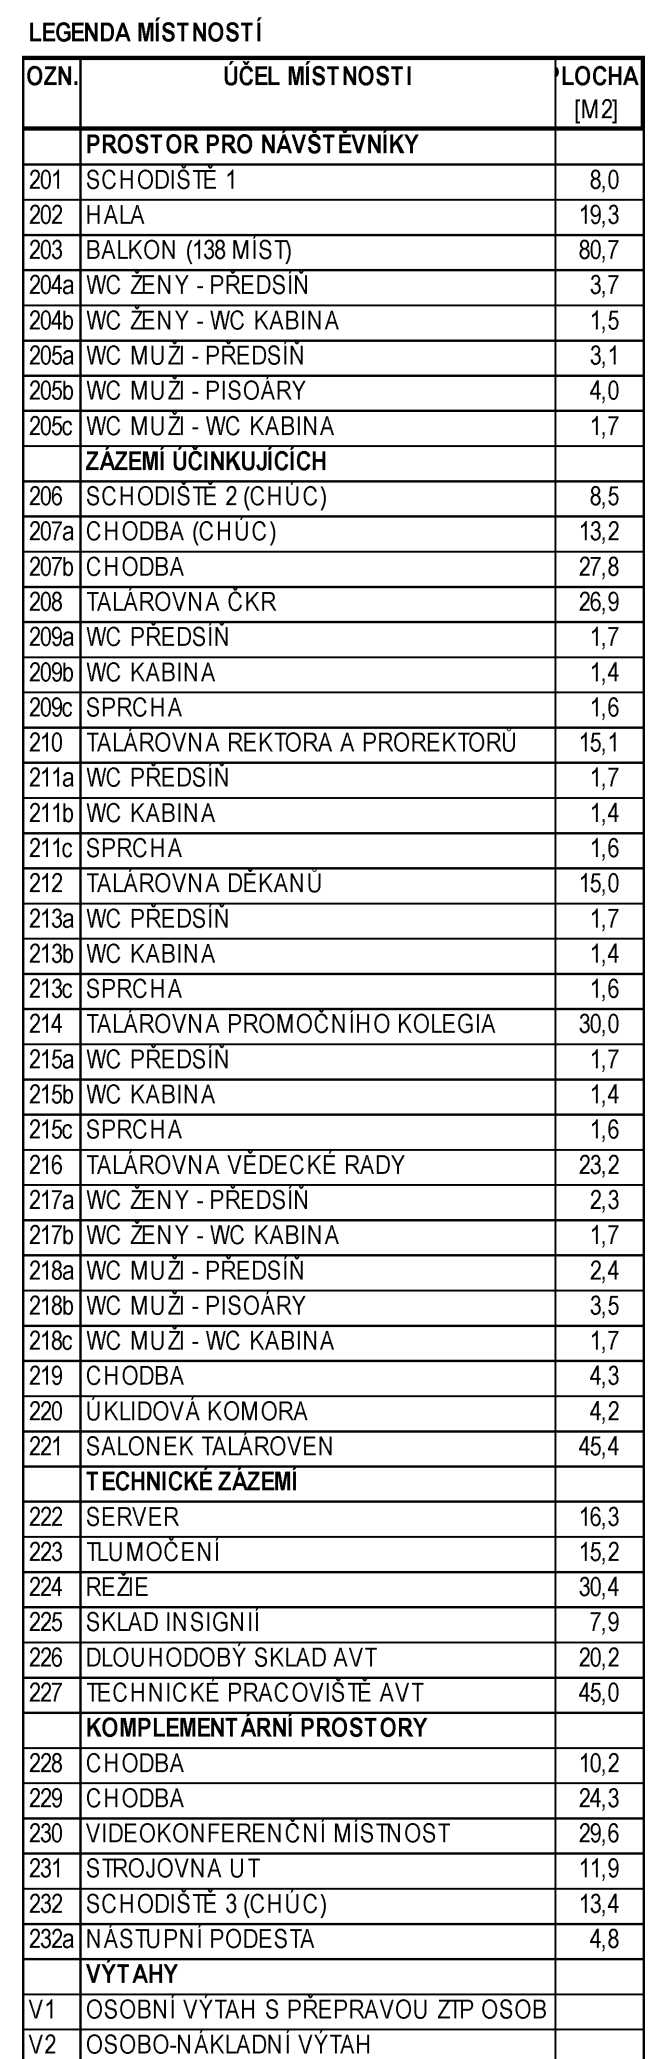 LEGENDA MÍSTNOSTÍ
OZN. ÚČEL MÍSTNOSTI PLOCHA
[M2]
PROSTOR PRO NÁVŠTĚVNÍKY
201 SCHODIŠTĚ 1 8,0
202 HALA 19,3
203 BALKON (138 MÍST) 80,7
204a WC ŽENY - PŘEDSÍŇ 3,7
204b WC ŽENY - WC KABINA 1,5
205a WC MUŽI - PŘEDSÍŇ 3,1
205b WC MUŽI - PISOÁRY 4,0
205c WC MUŽI - WC KABINA 1,7
ZÁZEMÍ ÚČINKUJÍCÍCH
206 SCHODIŠTĚ 2 (CHÚC) 8,5
207a CHODBA (CHÚC) 13,2
207b CHODBA 27,8
208 TALÁROVNA ČKR 26,9
209a WC PŘEDSÍŇ 1,7
209b WC KABINA 1,4
209c SPRCHA 1,6
210 TALÁROVNA REKTORA A PROREKTORŮ 15,1
211a WC PŘEDSÍŇ 1,7
211b WC KABINA 1,4
211c SPRCHA 1,6
212 TALÁROVNA DĚKANŮ 15,0
213a WC PŘEDSÍŇ 1,7
213b WC KABINA 1,4
213c SPRCHA 1,6
214 TALÁROVNA PROMOČNÍHO KOLEGIA 30,0
215a WC PŘEDSÍŇ 1,7
215b WC KABINA 1,4
215c SPRCHA 1,6
216 TALÁROVNA VĚDECKÉ RADY 23,2
217a WC ŽENY - PŘEDSÍŇ 2,3
217b WC ŽENY - WC KABINA 1,7
218a WC MUŽI - PŘEDSÍŇ 2,4
218b WC MUŽI - PISOÁRY 3,5
218c WC MUŽI - WC KABINA 1,7
219 CHODBA 4,3
220 ÚKLIDOVÁ KOMORA 4,2
221 SALONEK TALÁROVEN 45,4
TECHNICKÉ ZÁZEMÍ
222 SERVER 16,3
223 TLUMOČENÍ 15,2
224 REŽIE 30,4
225 SKLAD INSIGNIÍ 7,9
226 DLOUHODOBÝ SKLAD AVT 20,2
227 TECHNICKÉ PRACOVIŠTĚ AVT 45,0
KOMPLEMENTÁRNÍ PROSTORY
228 CHODBA 10,2
229 CHODBA 24,3
230 VIDEOKONFERENČNÍ MÍSTNOST 29,6
231 STROJOVNA UT 11,9
232 SCHODIŠTĚ 3 (CHÚC) 13,4
232a NÁSTUPNÍ PODESTA 4,8
VÝTAHY
V1 OSOBNÍ VÝTAH S PŘEPRAVOU ZTP OSOB
V2 OSOBO-NÁKLADNÍ VÝTAH